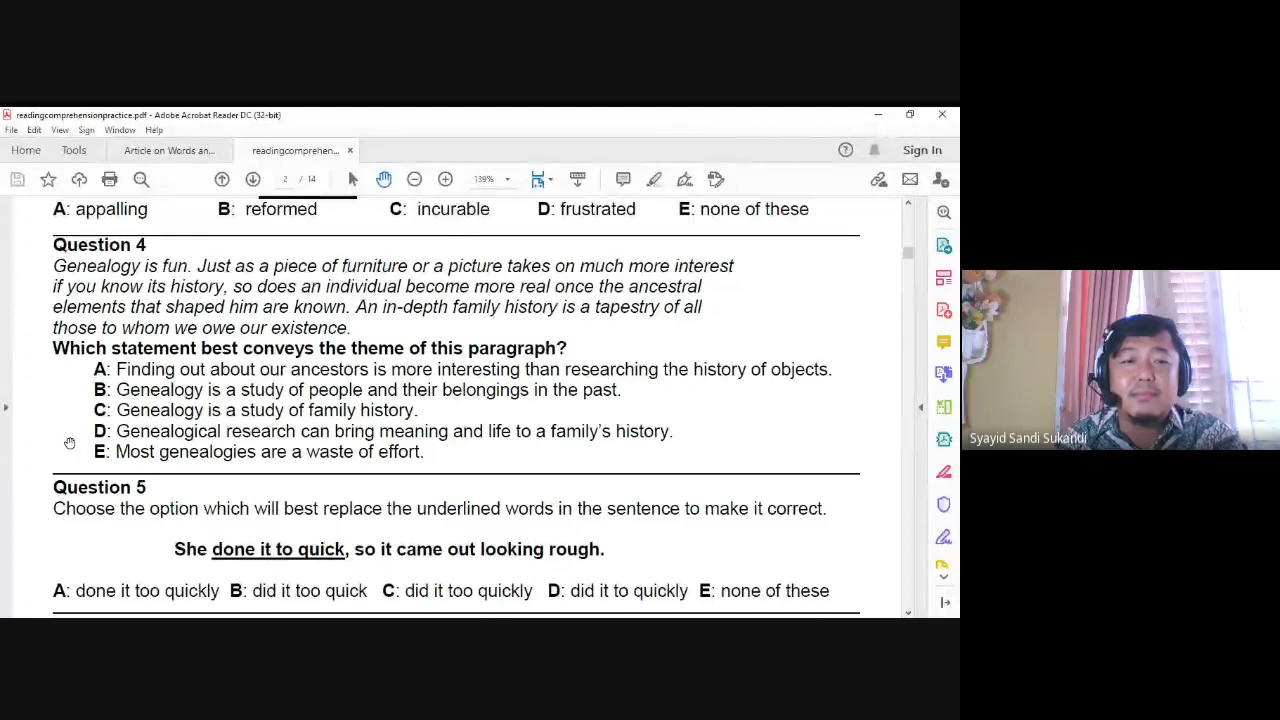 readingcomprehensionpractice.pdf - Adobe Acrobat Reader DC (32-bit)
File Edit View Sign Window Help
Home Tools Article on Words an... readingcomprehen... × Sign In
2 / 14 139%
A: appalling B: reformed C: incurable D: frustrated E: none of these
Question 4
Genealogy is fun. Just as a piece of furniture or a picture takes on much more interest
if you know its history, so does an individual become more real once the ancestral
elements that shaped him are known. An in-depth family history is a tapestry of all
those to whom we owe our existence.
Which statement best conveys the theme of this paragraph?
A: Finding out about our ancestors is more interesting than researching the history of objects.
B: Genealogy is a study of people and their belongings in the past.
C: Genealogy is a study of family history.
D: Genealogical research can bring meaning and life to a family's history.
E: Most genealogies are a waste of effort.
Question 5
Choose the option which will best replace the underlined words in the sentence to make it correct.
She done it to quick, so it came out looking rough.
A: done it too quickly B: did it too quick C: did it too quickly D: did it to quickly E: none of these
Syayid Sandi Sukandi